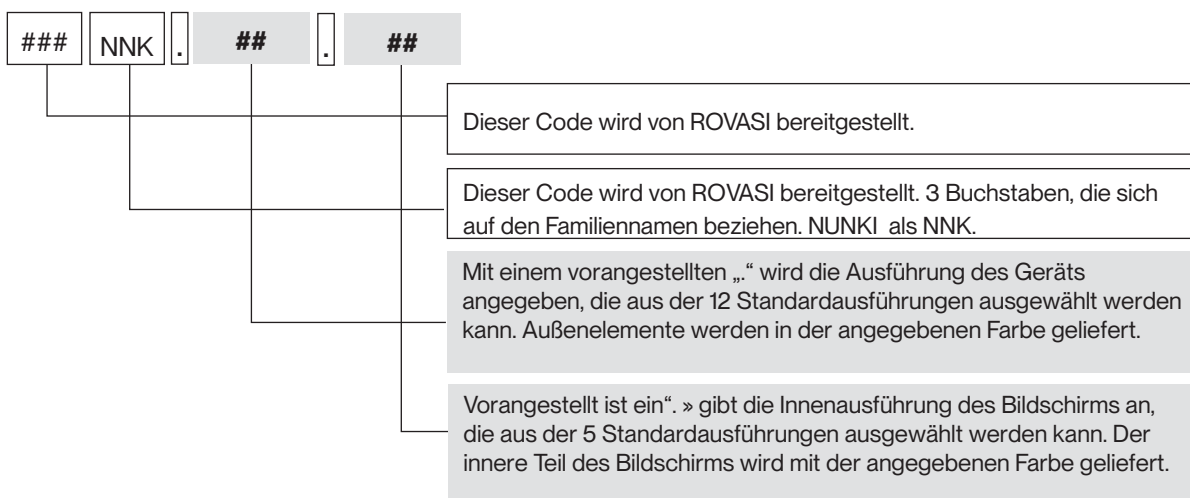 ### NNK . ## . ##
Dieser Code wird von ROVASI bereitgestellt.
Dieser Code wird von ROVASI bereitgestellt. 3 Buchstaben, die sich
auf den Familiennamen beziehen. NUNKI als NNK.
Mit einem vorangestellten „.“ wird die Ausführung des Geräts
angegeben, die aus der 12 Standardausführungen ausgewählt werden
kann. Außenelemente werden in der angegebenen Farbe geliefert.
Vorangestellt ist ein“. » gibt die Innenausführung des Bildschirms an,
die aus der 5 Standardausführungen ausgewählt werden kann. Der
innere Teil des Bildschirms wird mit der angegebenen Farbe geliefert.